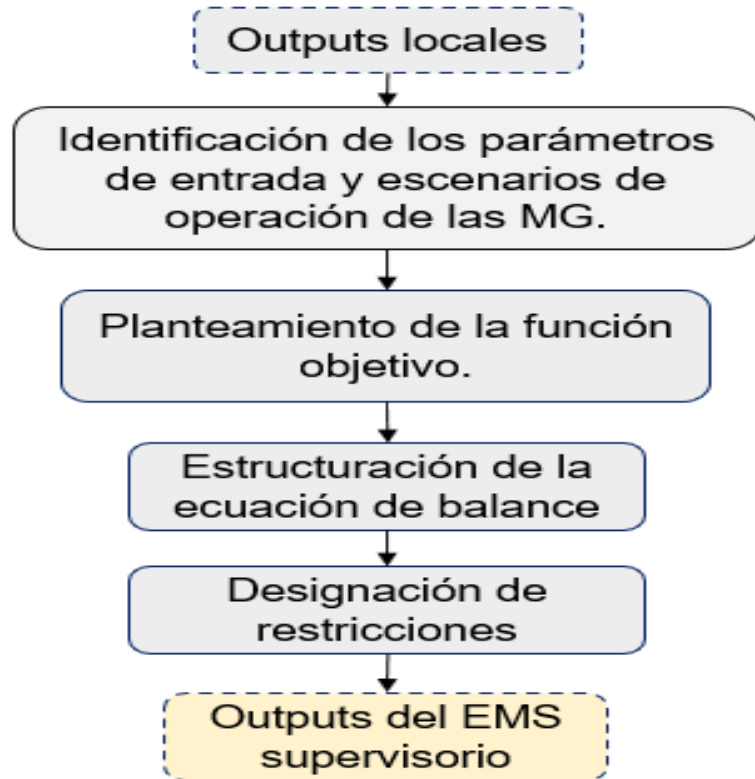 Outputs locales
Identificación de los parámetros
de entrada y escenarios de
operación de las MG.
Planteamiento de la función
objetivo.
Estructuración de la
ecuación de balance
Designación de
restricciones
Outputs del EMS
supervisorio